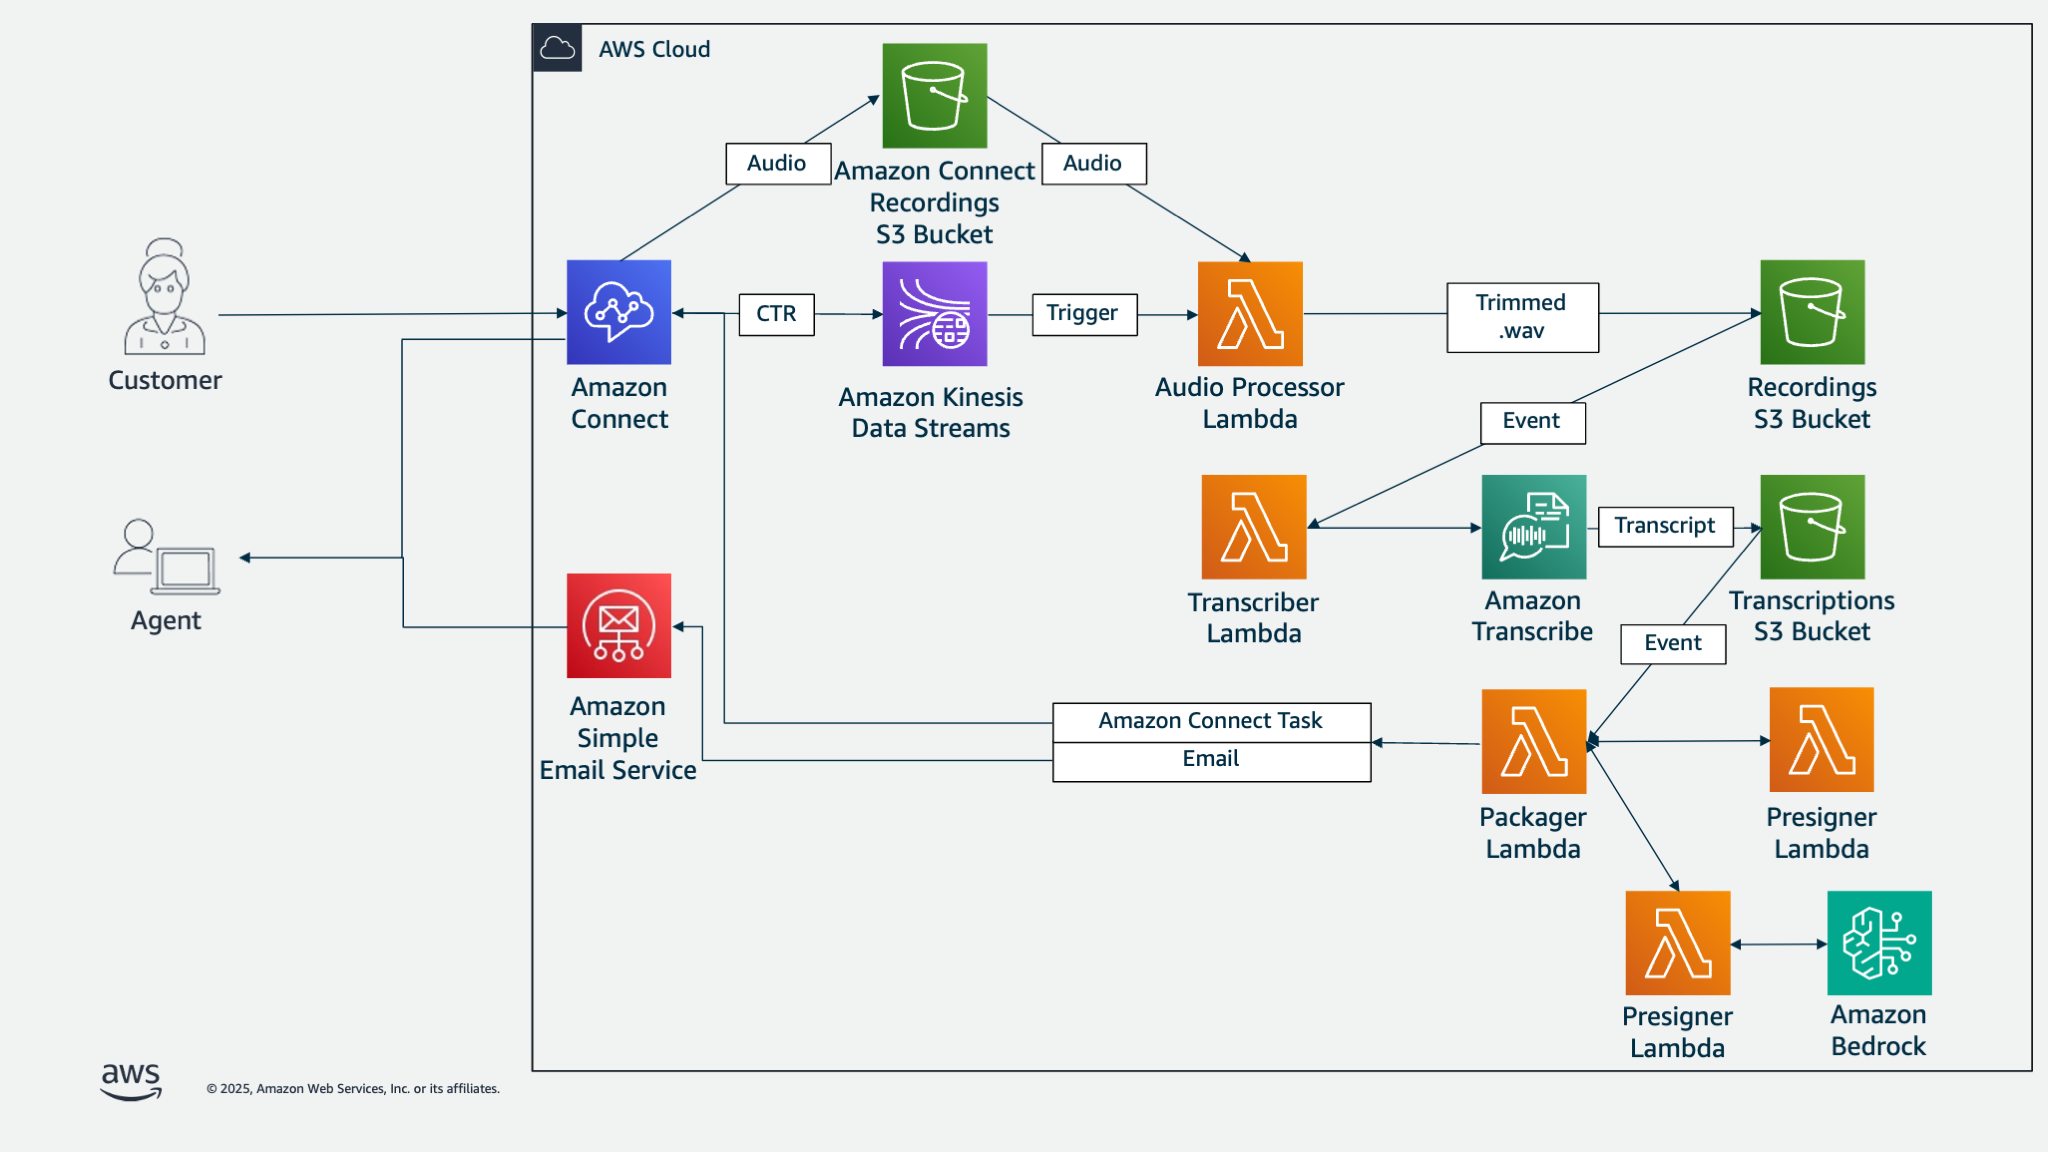 AWS Cloud
Audio
Amazon Connect
Recordings
S3 Bucket
Audio
Customer
Amazon
Connect
CTR
Amazon Kinesis
Data Streams
Trigger
Audio Processor
Lambda
Trimmed
.wav
Recordings
S3 Bucket
Event
Transcriber
Lambda
Amazon
Transcribe
Transcript
Transcriptions
S3 Bucket
Event
Agent
Amazon
Simple
Email Service
Amazon Connect Task
Email
Packager
Lambda
Presigner
Lambda
Presigner
Lambda
Amazon
Bedrock
aws
© 2025, Amazon Web Services, Inc. or its affiliates.